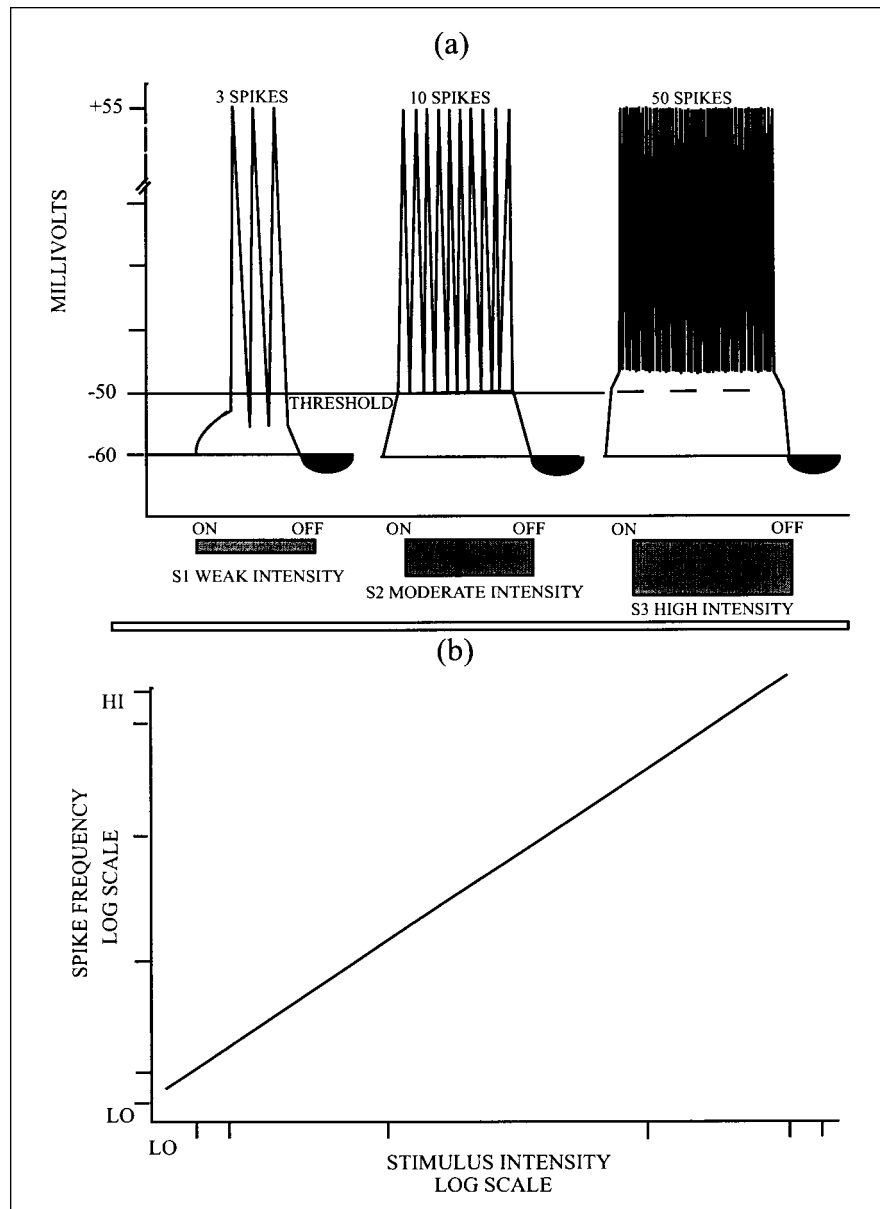 (a)
3 SPIKES
10 SPIKES
50 SPIKES
+55
MILLIVOLTS
-50
THRESHOLD
-60
ON
OFF
ON
OFF
ON
OFF
S1 WEAK INTENSITY
S2 MODERATE INTENSITY
S3 HIGH INTENSITY
(b)
HI
SPIKE FREQUENCY
LOG SCALE
LO
LO
STIMULUS INTENSITY
LOG SCALE